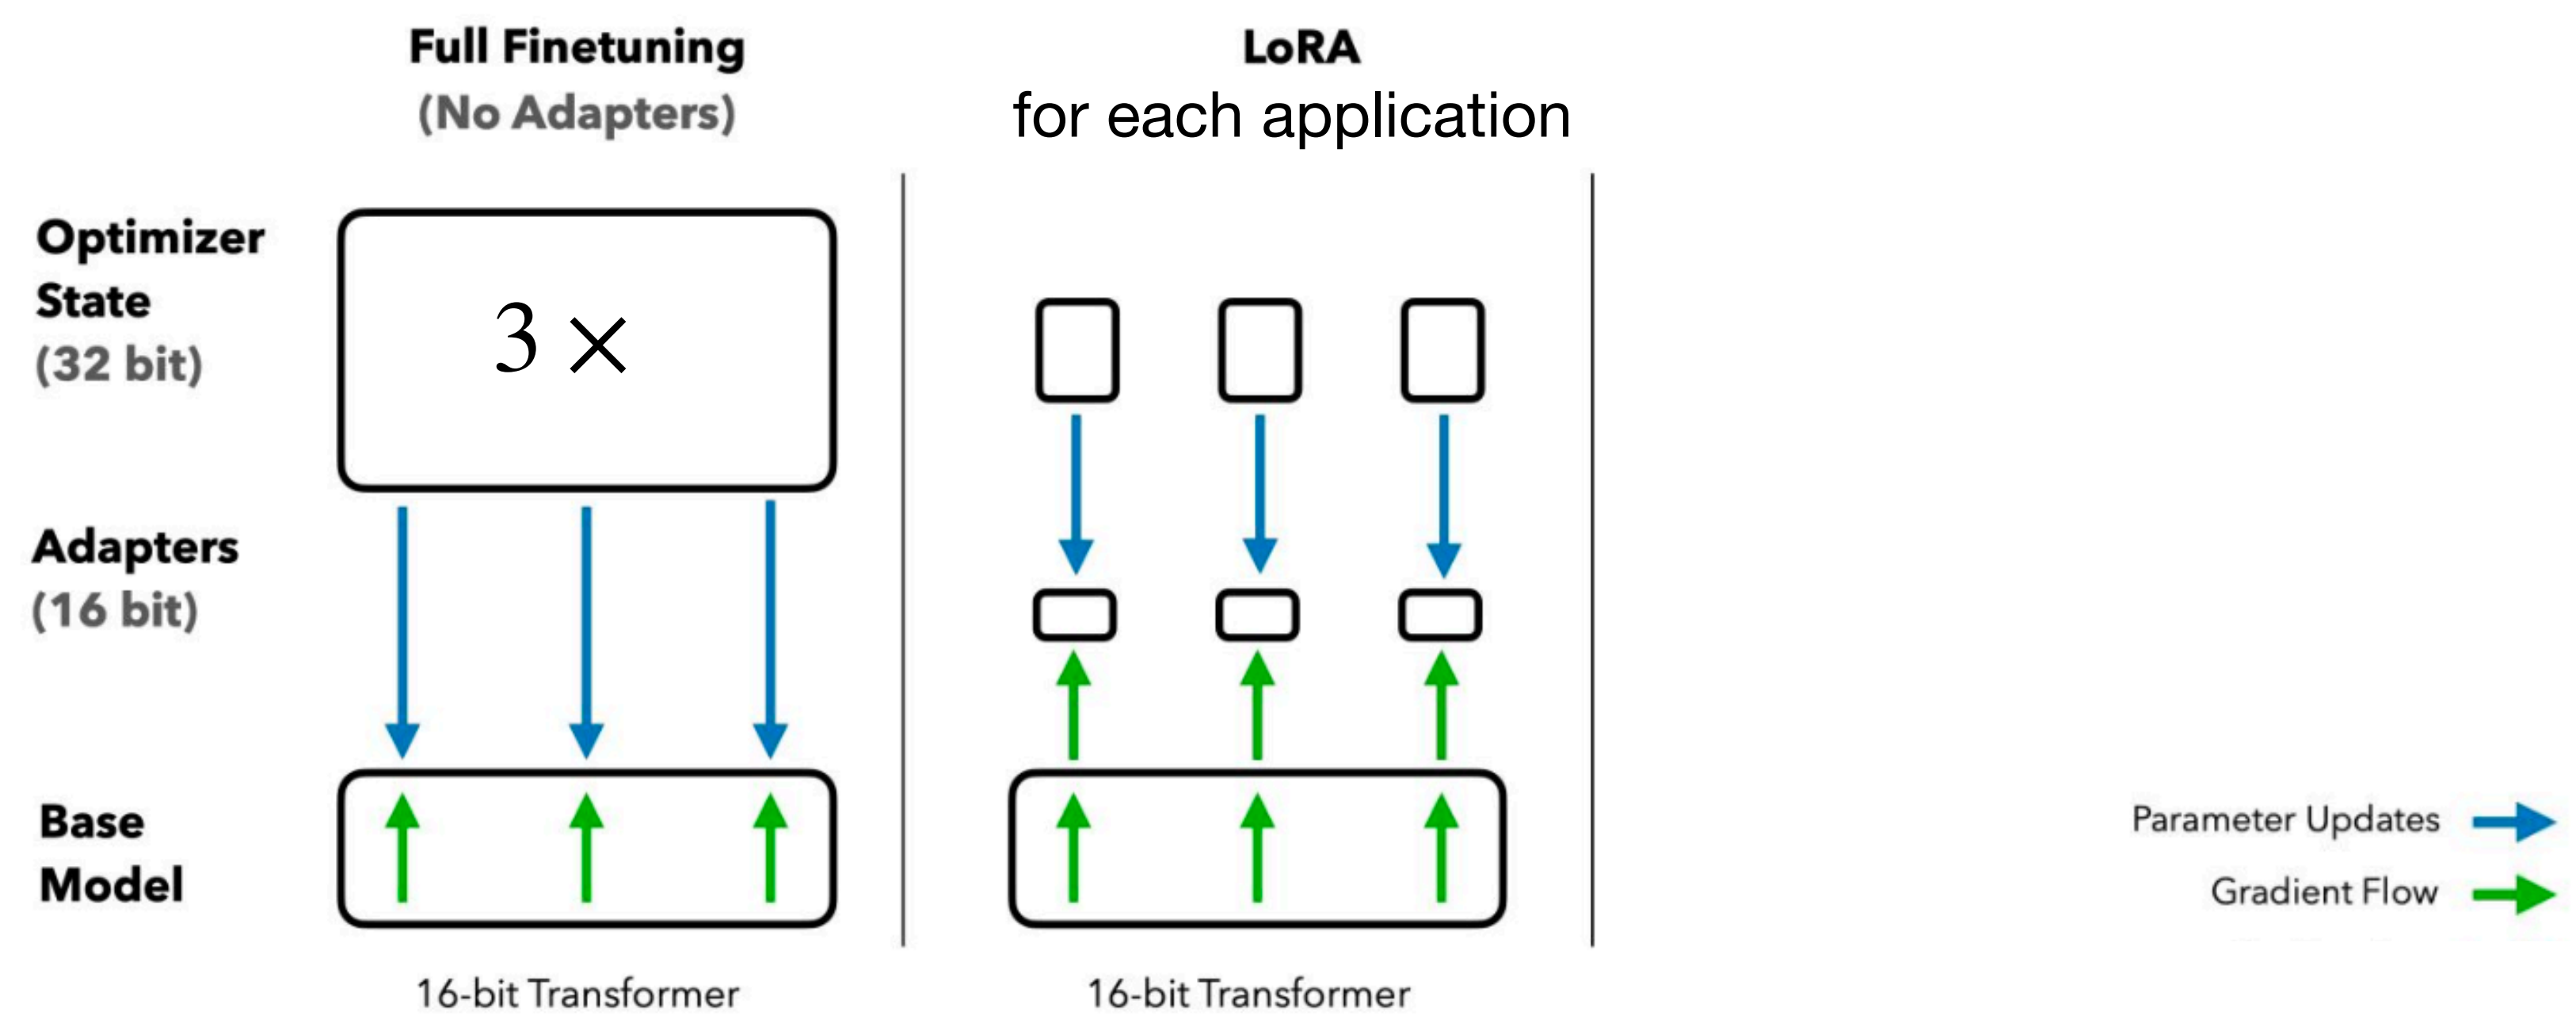 Full Finetuning
(No Adapters)
LoRA
for each application
Optimizer
State
(32 bit)
3 ×
Adapters
(16 bit)
Base
Model
Parameter Updates
Gradient Flow
16-bit Transformer
16-bit Transformer